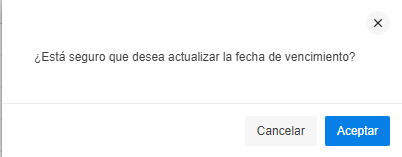 ¿Está seguro que desea actualizar la fecha de vencimiento?
Cancelar Aceptar